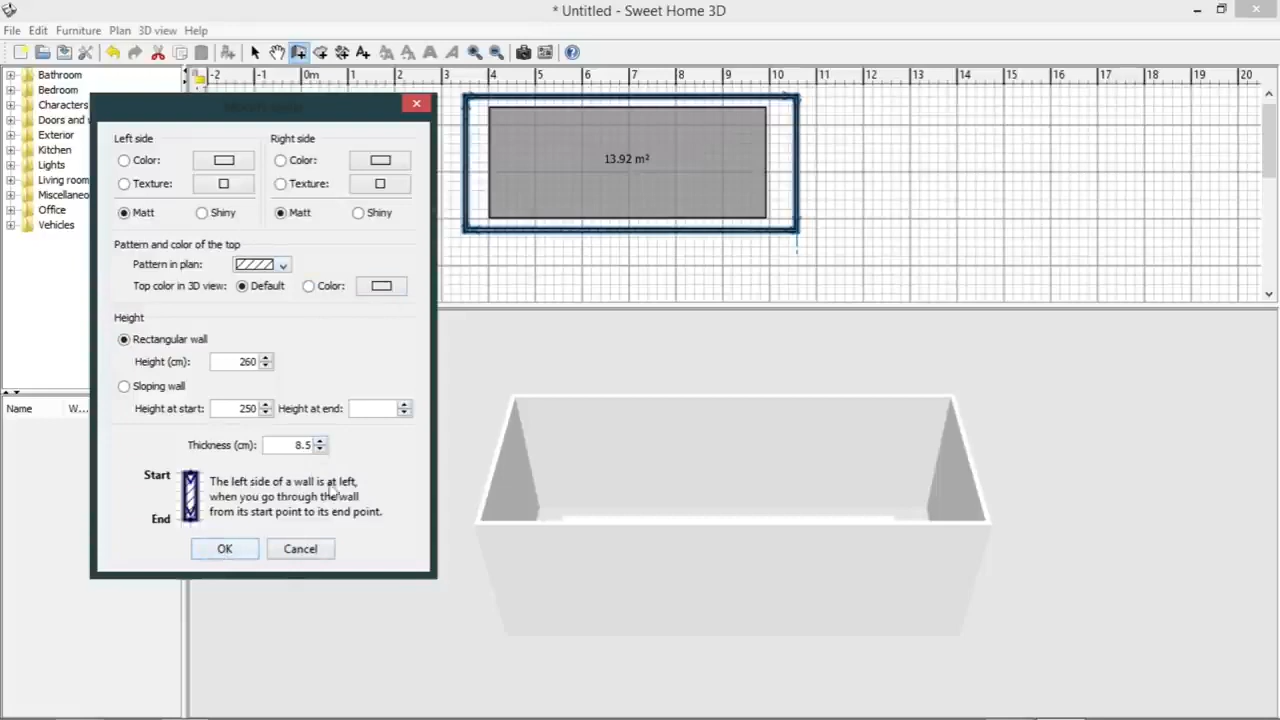 * Untitled - Sweet Home 3D
File Edit Furniture Plan 3D view Help
-2 -1 0m 1 2 3 4 5 6 7 8 9 10 11 12 13 14 15 16 17 18 19 20
Bathroom
Bedroom
Characters
Doors and
Exterior
Kitchen
Lights
Living room
Miscellaneo
Office
Vehicles
Name W...
Left side Right side
Color: Color:
Texture: Texture:
Matt Shiny Matt Shiny
Pattern and color of the top
Pattern in plan:
Top color in 3D view: Default Color:
Height
Rectangular wall
Height (cm): 260
Sloping wall
Height at start: 250 Height at end:
Thickness (cm): 8.5
Start
End
The left side of a wall is at left,
when you go through the wall
from its start point to its end point.
OK Cancel
13.92 m²